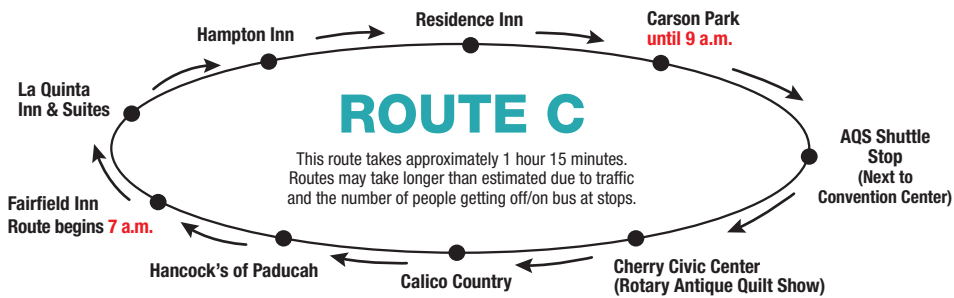 Residence Inn
Carson Park
until 9 a.m.
Hampton Inn
La Quinta
Inn & Suites
ROUTE C
This route takes approximately 1 hour 15 minutes.
Routes may take longer than estimated due to traffic
and the number of people getting off/on bus at stops.
AQS Shuttle
Stop
(Next to
Convention Center)
Fairfield Inn
Route begins 7 a.m.
Hancock's of Paducah
Calico Country
Cherry Civic Center
(Rotary Antique Quilt Show)